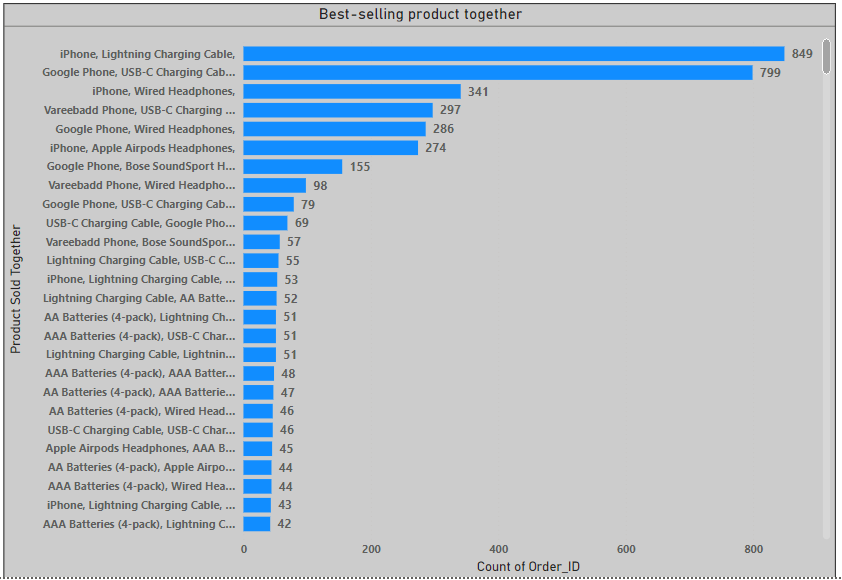 Best-selling product together
Product Sold Together
iPhone, Lightning Charging Cable, 849
Google Phone, USB-C Charging Cab... 799
iPhone, Wired Headphones, 341
Vareebadd Phone, USB-C Charging ... 297
Google Phone, Wired Headphones, 286
iPhone, Apple Airpods Headphones, 274
Google Phone, Bose SoundSport H... 155
Vareebadd Phone, Wired Headpho... 98
Google Phone, USB-C Charging Cab... 79
USB-C Charging Cable, Google Pho... 69
Vareebadd Phone, Bose SoundSpor... 57
Lightning Charging Cable, USB-C C... 55
iPhone, Lightning Charging Cable, ... 53
Lightning Charging Cable, AA Batte... 52
AA Batteries (4-pack), Lightning Ch... 51
AAA Batteries (4-pack), USB-C Char... 51
Lightning Charging Cable, Lightnin... 51
AAA Batteries (4-pack), AAA Batter... 48
AA Batteries (4-pack), AAA Batterie... 47
AA Batteries (4-pack), Wired Head... 46
USB-C Charging Cable, USB-C Char... 46
Apple Airpods Headphones, AAA B... 45
AA Batteries (4-pack), Apple Airpo... 44
AAA Batteries (4-pack), Wired Hea... 44
iPhone, Lightning Charging Cable, ... 43
AAA Batteries (4-pack), Lightning C... 42
0 200 400 600 800
Count of Order_ID